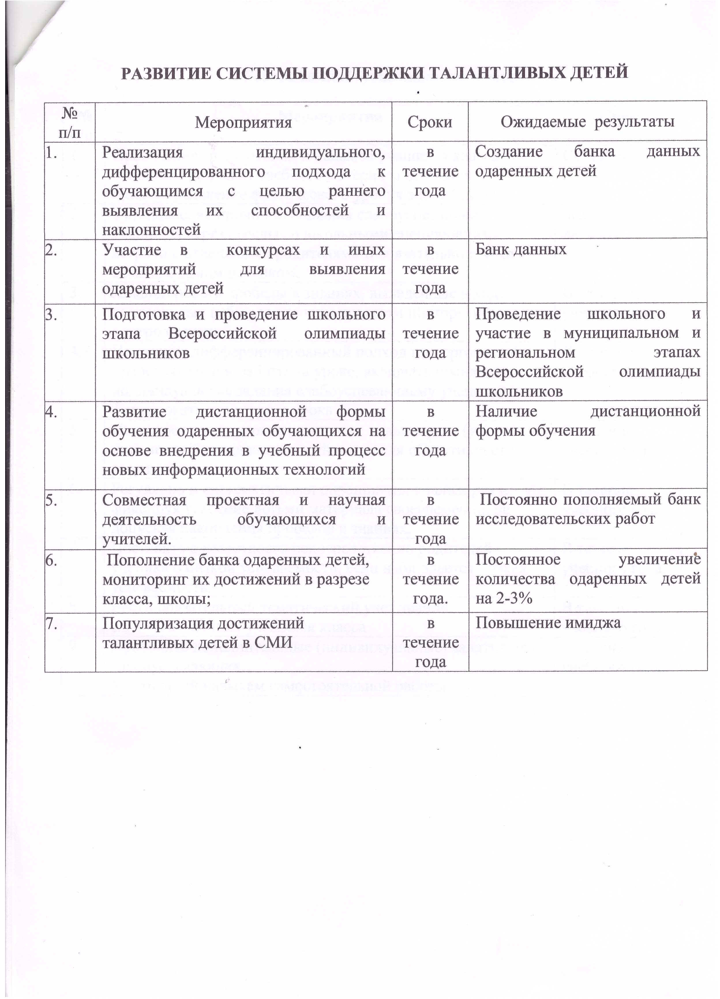 РАЗВИТИЕ СИСТЕМЫ ПОДДЕРЖКИ ТАЛАНТЛИВЫХ ДЕТЕЙ
№
п/п
Мероприятия
Сроки
Ожидаемые результаты
1.
Реализация индивидуального,
дифференцированного подхода к
обучающимся с целью раннего
выявления их способностей и
наклонностей
в
течение
года
Создание банка данных
одаренных детей
2.
Участие в конкурсах и иных
мероприятий для выявления
одаренных детей
в
течение
года
Банк данных
3.
Подготовка и проведение школьного
этапа Всероссийской олимпиады
школьников
в
течение
года
Проведение школьного и
участие в муниципальном и
региональном этапах
Всероссийской олимпиады
школьников
4.
Развитие дистанционной формы
обучения одаренных обучающихся на
основе внедрения в учебный процесс
новых информационных технологий
в
течение
года
Наличие дистанционной
формы обучения
5.
Совместная проектная и научная
деятельность обучающихся и
учителей.
в
течение
года
Постоянно пополняемый банк
исследовательских работ
6.
Пополнение банка одаренных детей,
мониторинг их достижений в разрезе
класса, школы;
в
течение
года.
Постоянное увеличение
количества одаренных детей
на 2-3%
7.
Популяризация достижений
талантливых детей в СМИ
в
течение
года
Повышение имиджа